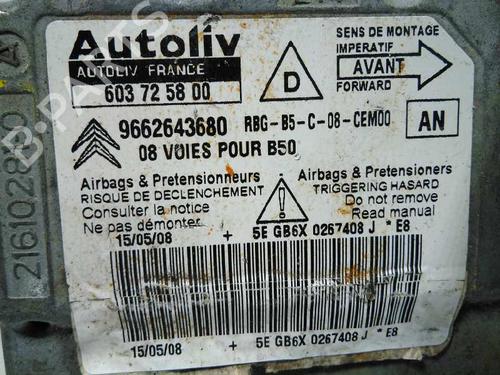 Autoliv
AUTOLIV FRANCE
603 72 58 00
D
SENS DE MONTAGE
IMPERATIF
AVANT
FORWARD
9662643680 RBG-B5-C-08-CEM00
AN
08 VOIES POUR B50
Airbags & Pretensionneurs
RISQUE DE DECLENCHEMENT
Consulter la notice
Ne pas démonter
Airbags & Pretensioners
TRIGGERING HASARD
Do not remove
Read manual
15/05/08 + 5E GB6X 0267408 J * E8
15/05/08 + 5E GB6X 0267408 J * E8
A
B-PARTS